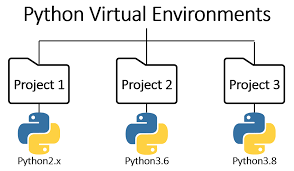 Python Virtual Environments
Project 1
Project 2
Project 3
Python2.x
Python3.6
Python3.8